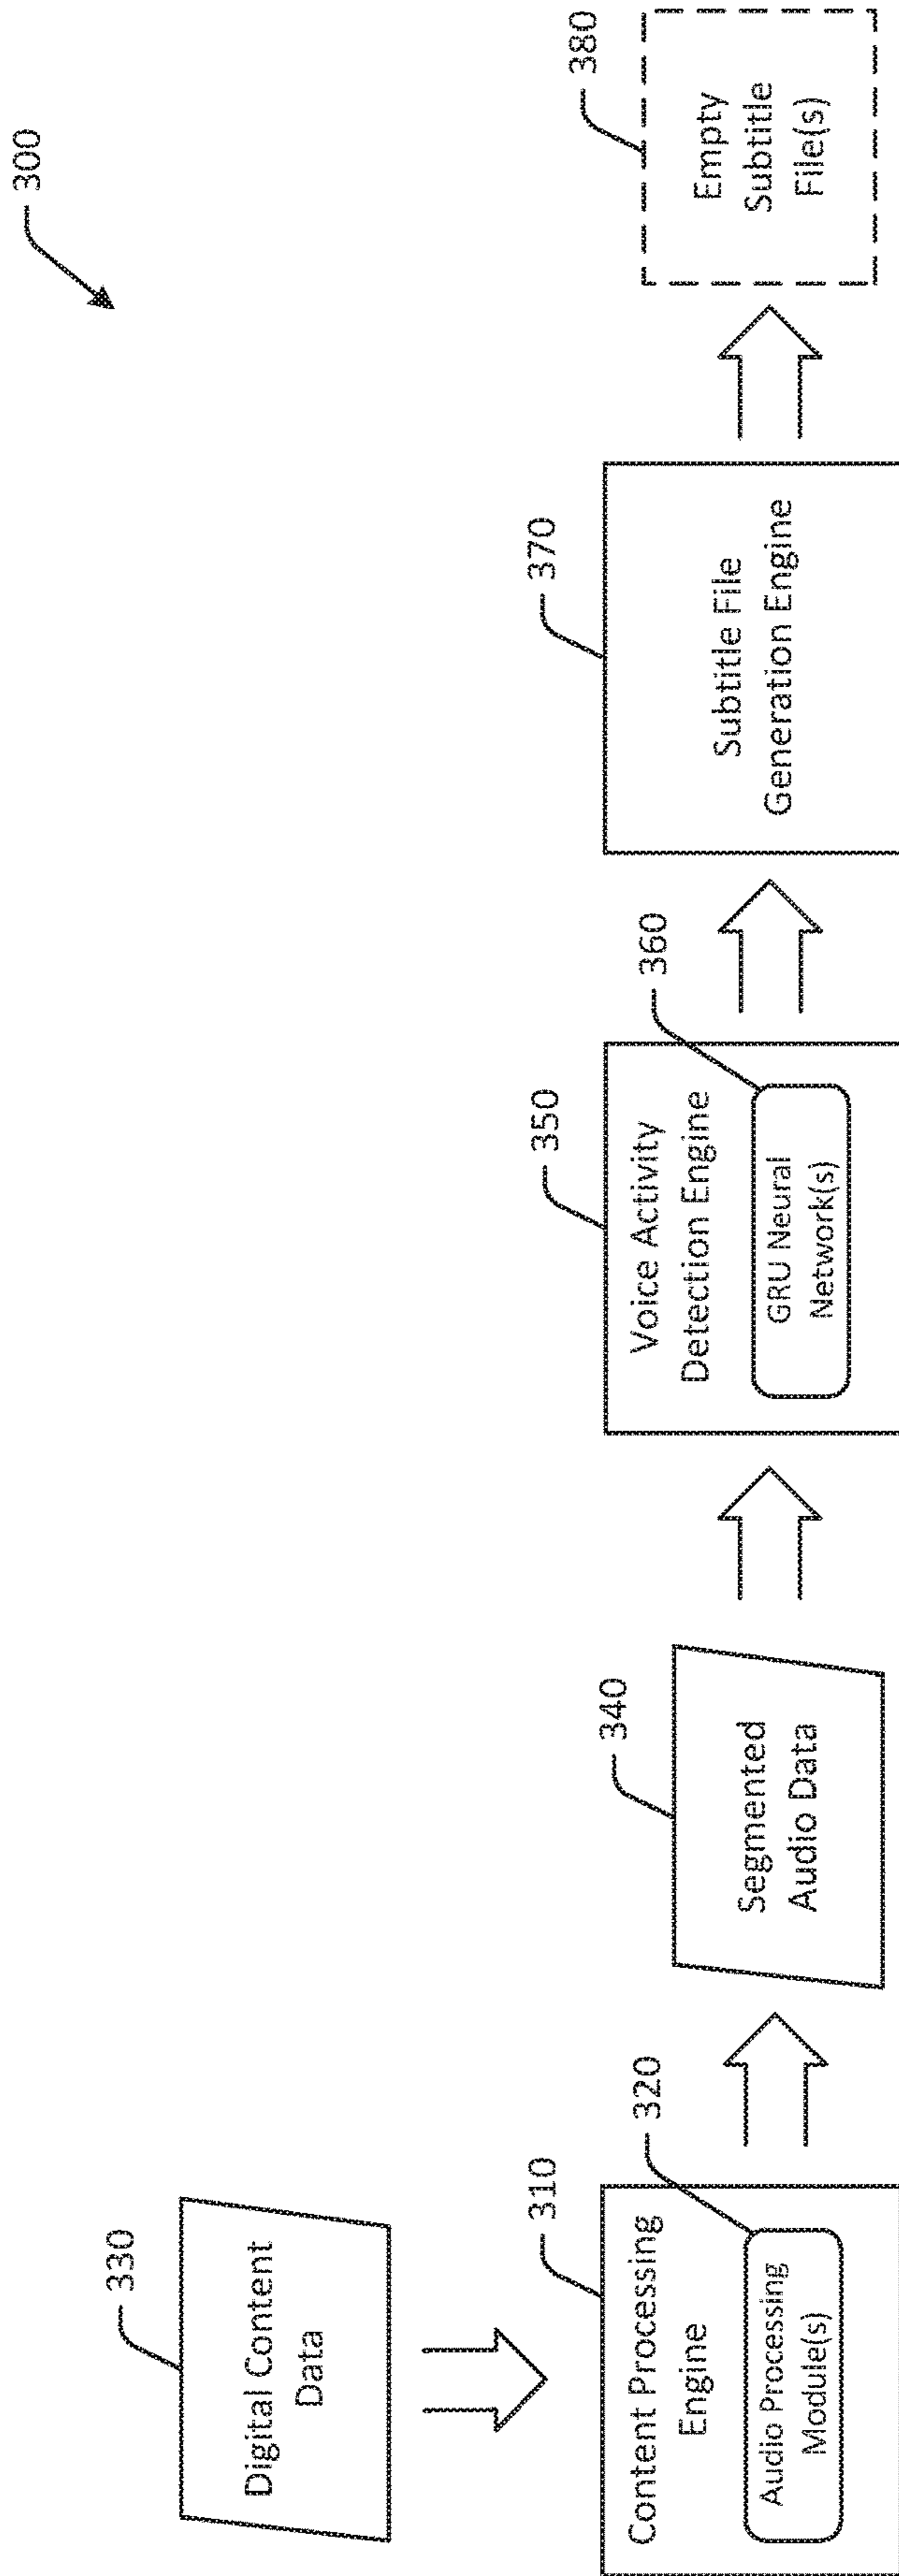 300
330
Digital Content
Data
310
Content Processing
Engine
320
Audio Processing
Module(s)
340
Segmented
Audio Data
350
Voice Activity
Detection Engine
360
GRU Neural
Network(s)
370
Subtitle File
Generation Engine
380
Empty
Subtitle
File(s)